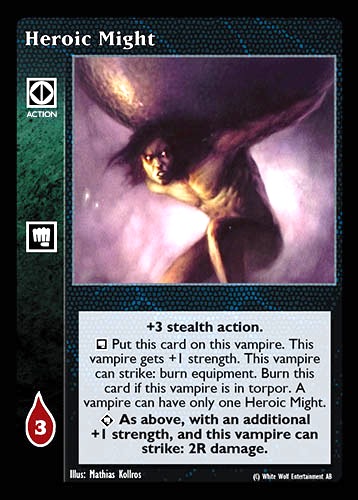 Heroic Might
ACTION
+3 stealth action.
Put this card on this vampire. This
vampire gets +1 strength. This vampire
can strike: burn equipment. Burn this
card if this vampire is in torpor. A
vampire can have only one Heroic Might.
As above, with an additional
+1 strength, and this vampire can
strike: 2R damage.
3
Illus: Mathias Kollros
(C) White Wolf Entertainment AB